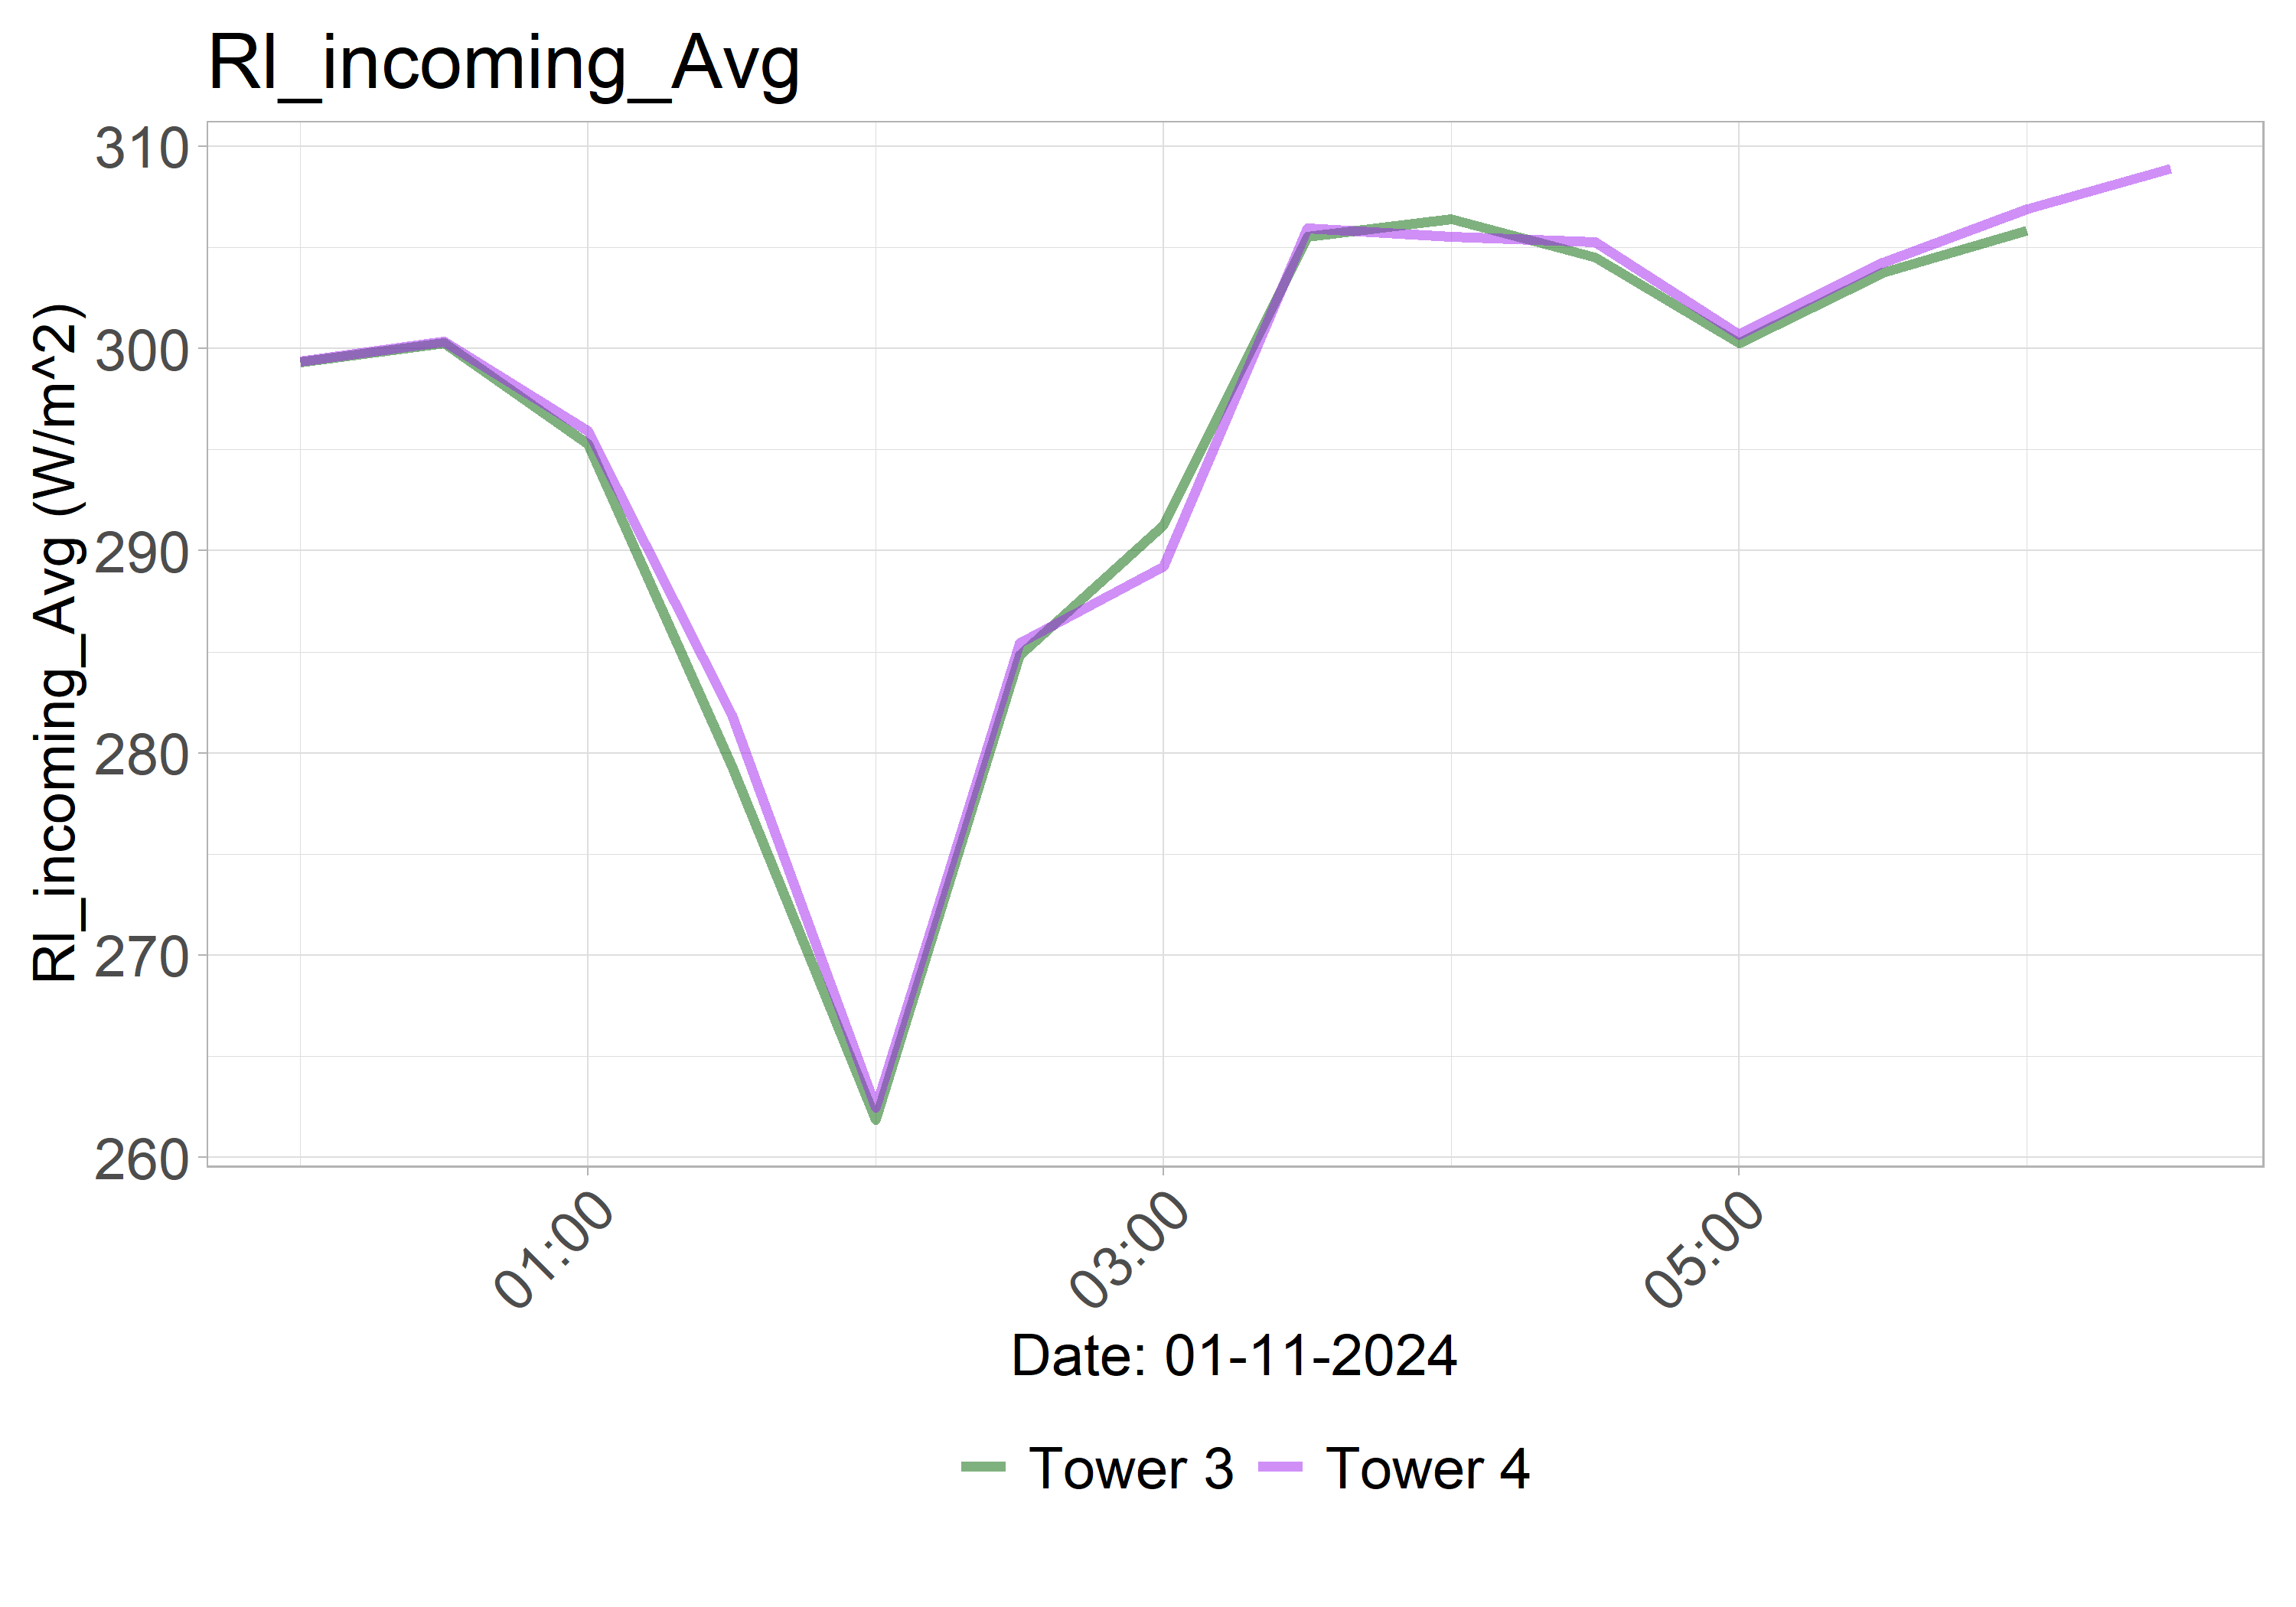 Rl_incoming_Avg
Rl_incoming_Avg (W/m^2)
310
300
290
280
270
260
01:00
03:00
05:00
Date: 01-11-2024
Tower 3
Tower 4